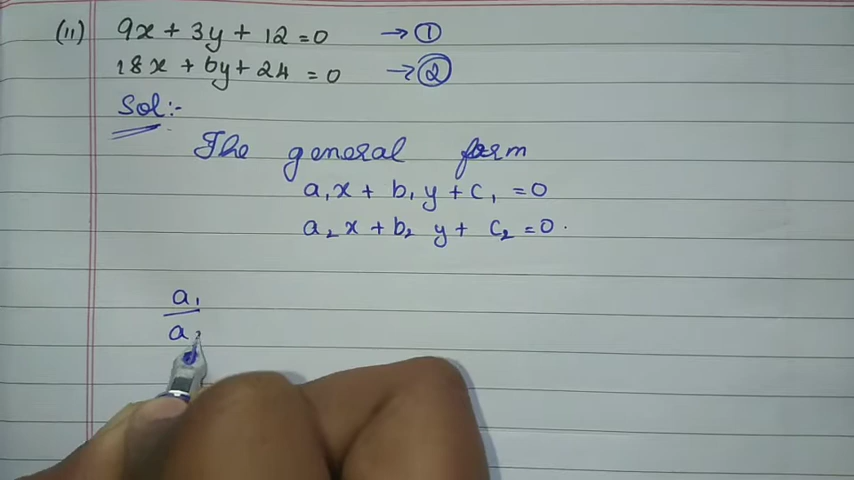 (ii) 9x + 3y + 12 = 0 → ①
18x + 6y + 24 = 0 → ②
Sol:-
The general form
a₁x + b₁y + c₁ = 0
a₂x + b₂y + c₂ = 0.
a₁
a₂